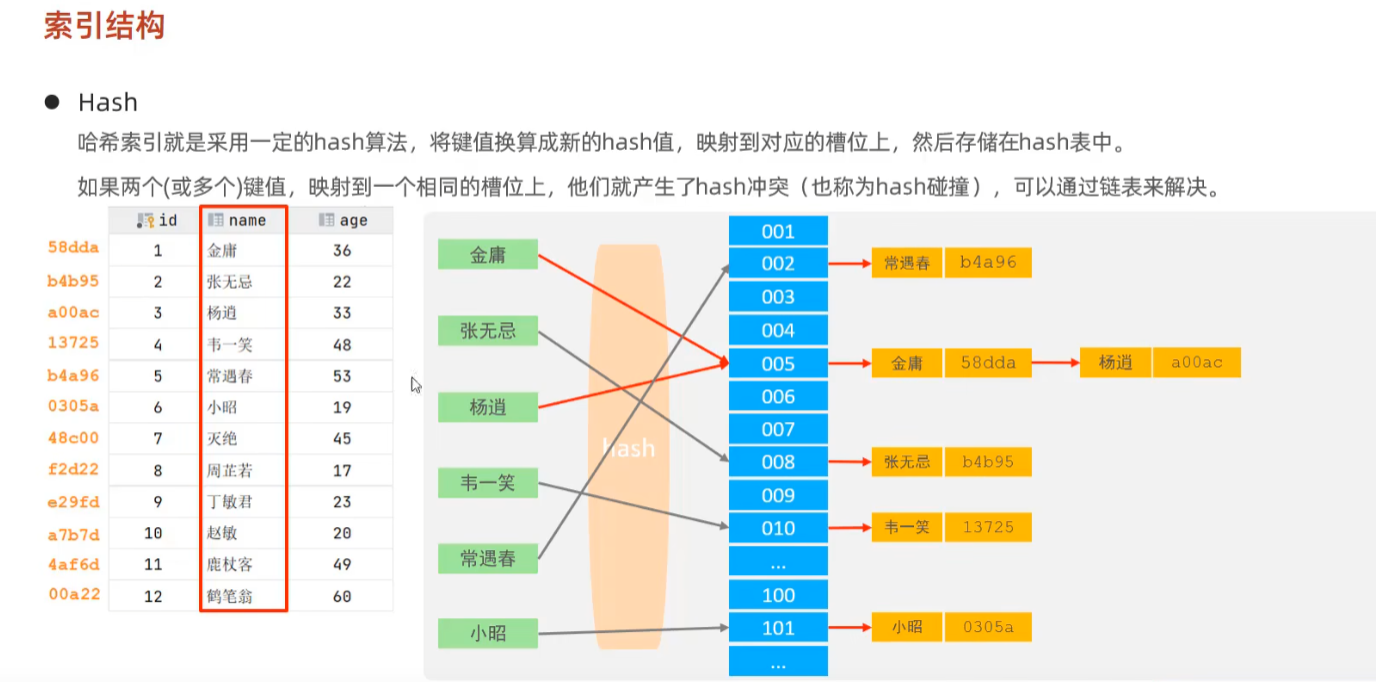 索引结构
● Hash
哈希索引就是采用一定的hash算法，将键值换算成新的hash值，映射到对应的槽位上，然后存储在hash表中。
如果两个(或多个)键值，映射到一个相同的槽位上，他们就产生了hash冲突（也称为hash碰撞），可以通过链表来解决。
id name age
58dda 1 金庸 36
b4b95 2 张无忌 22
a00ac 3 杨逍 33
13725 4 韦一笑 48
b4a96 5 常遇春 53
0305a 6 小昭 19
48c00 7 灭绝 45
f2d22 8 周芷若 17
e29fd 9 丁敏君 23
a7b7d 10 赵敏 20
4af6d 11 鹿杖客 49
00a22 12 鹤笔翁 60
金庸
张无忌
杨逍
韦一笑
常遇春
小昭
hash
001
002 常遇春 b4a96
003
004
005 金庸 58dda 杨逍 a00ac
006
007
008 张无忌 b4b95
009
010 韦一笑 13725
...
100
101 小昭 0305a
...